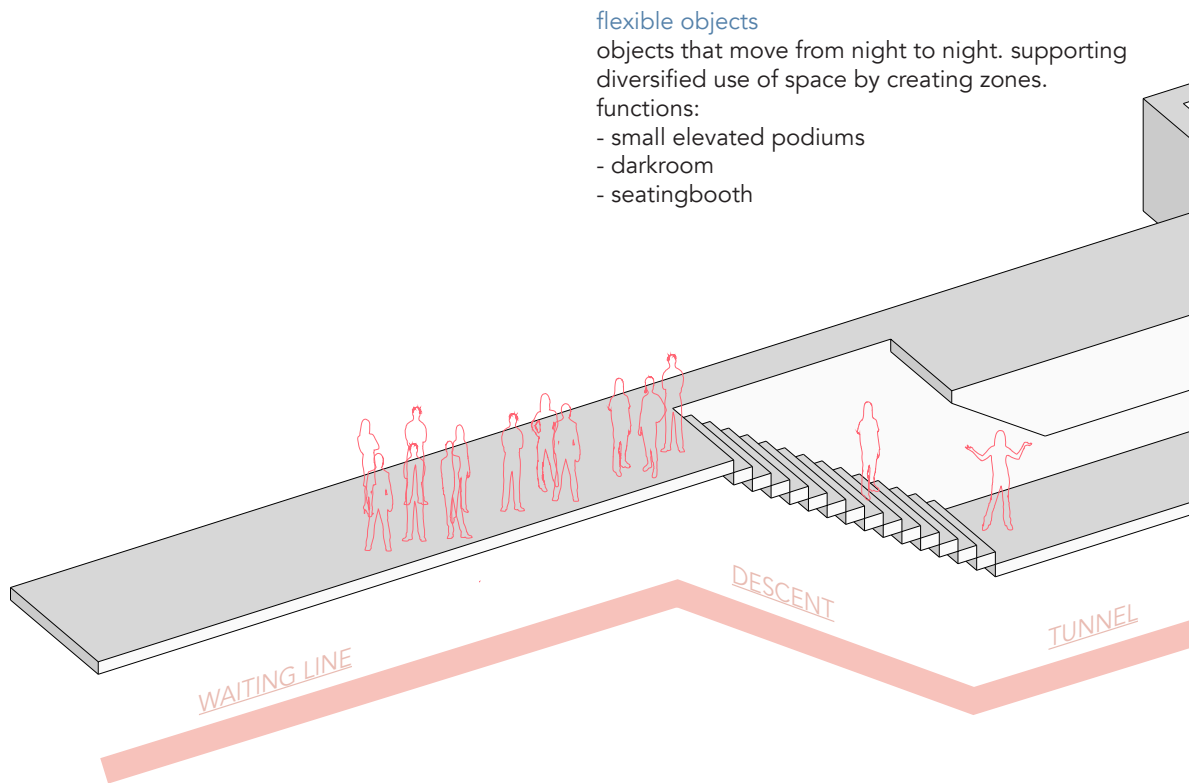 flexible objects
objects that move from night to night. supporting
diversified use of space by creating zones.
functions:
- small elevated podiums
- darkroom
- seatingbooth
DESCENT
TUNNEL
WAITING LINE